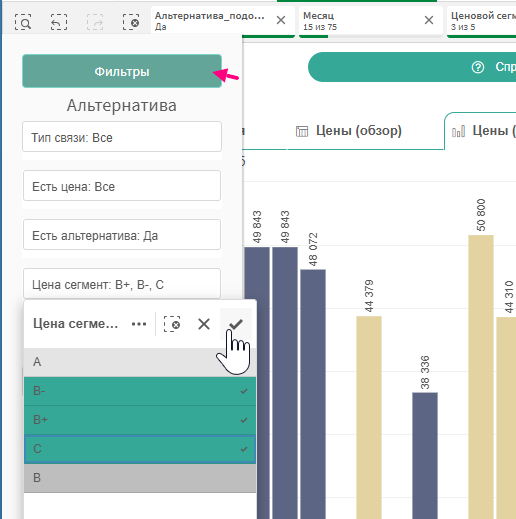 Альтернатива_подо...
Да
Месяц
15 из 75
Ценовой сегм
3 из 5
Фильтры
Спр
Альтернатива
Тип связи: Все
Цены (обзор)
Цены (
5
Есть цена: Все
Есть альтернатива: Да
Цена сегмент: B+, B-, C
Цена сегме...
A
B-
B+
C
B
49 843
49 843
48 072
44 379
38 336
50 800
44 310